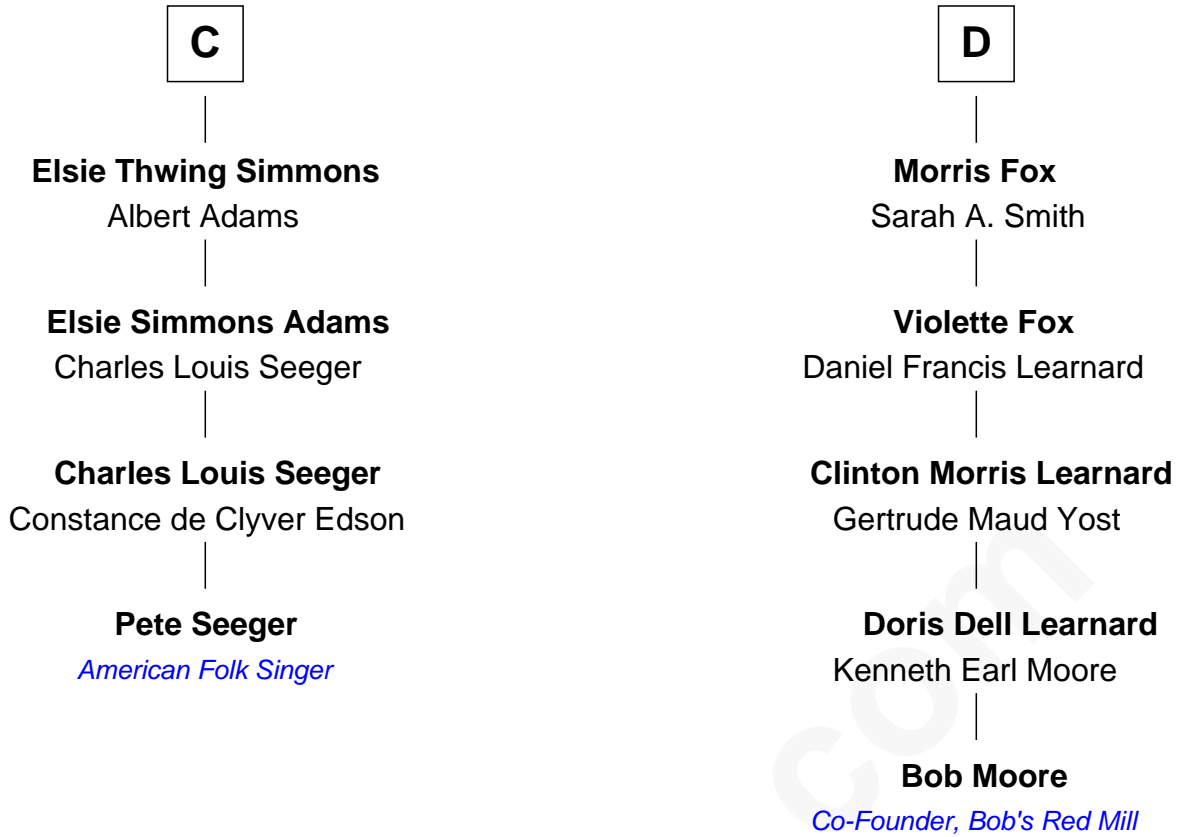 C
Elsie Thwing Simmons
Albert Adams
Elsie Simmons Adams
Charles Louis Seeger
Charles Louis Seeger
Constance de Clyver Edson
Pete Seeger
American Folk Singer
D
Morris Fox
Sarah A. Smith
Violette Fox
Daniel Francis Learnard
Clinton Morris Learnard
Gertrude Maud Yost
Doris Dell Learnard
Kenneth Earl Moore
Bob Moore
Co-Founder, Bob's Red Mill
com